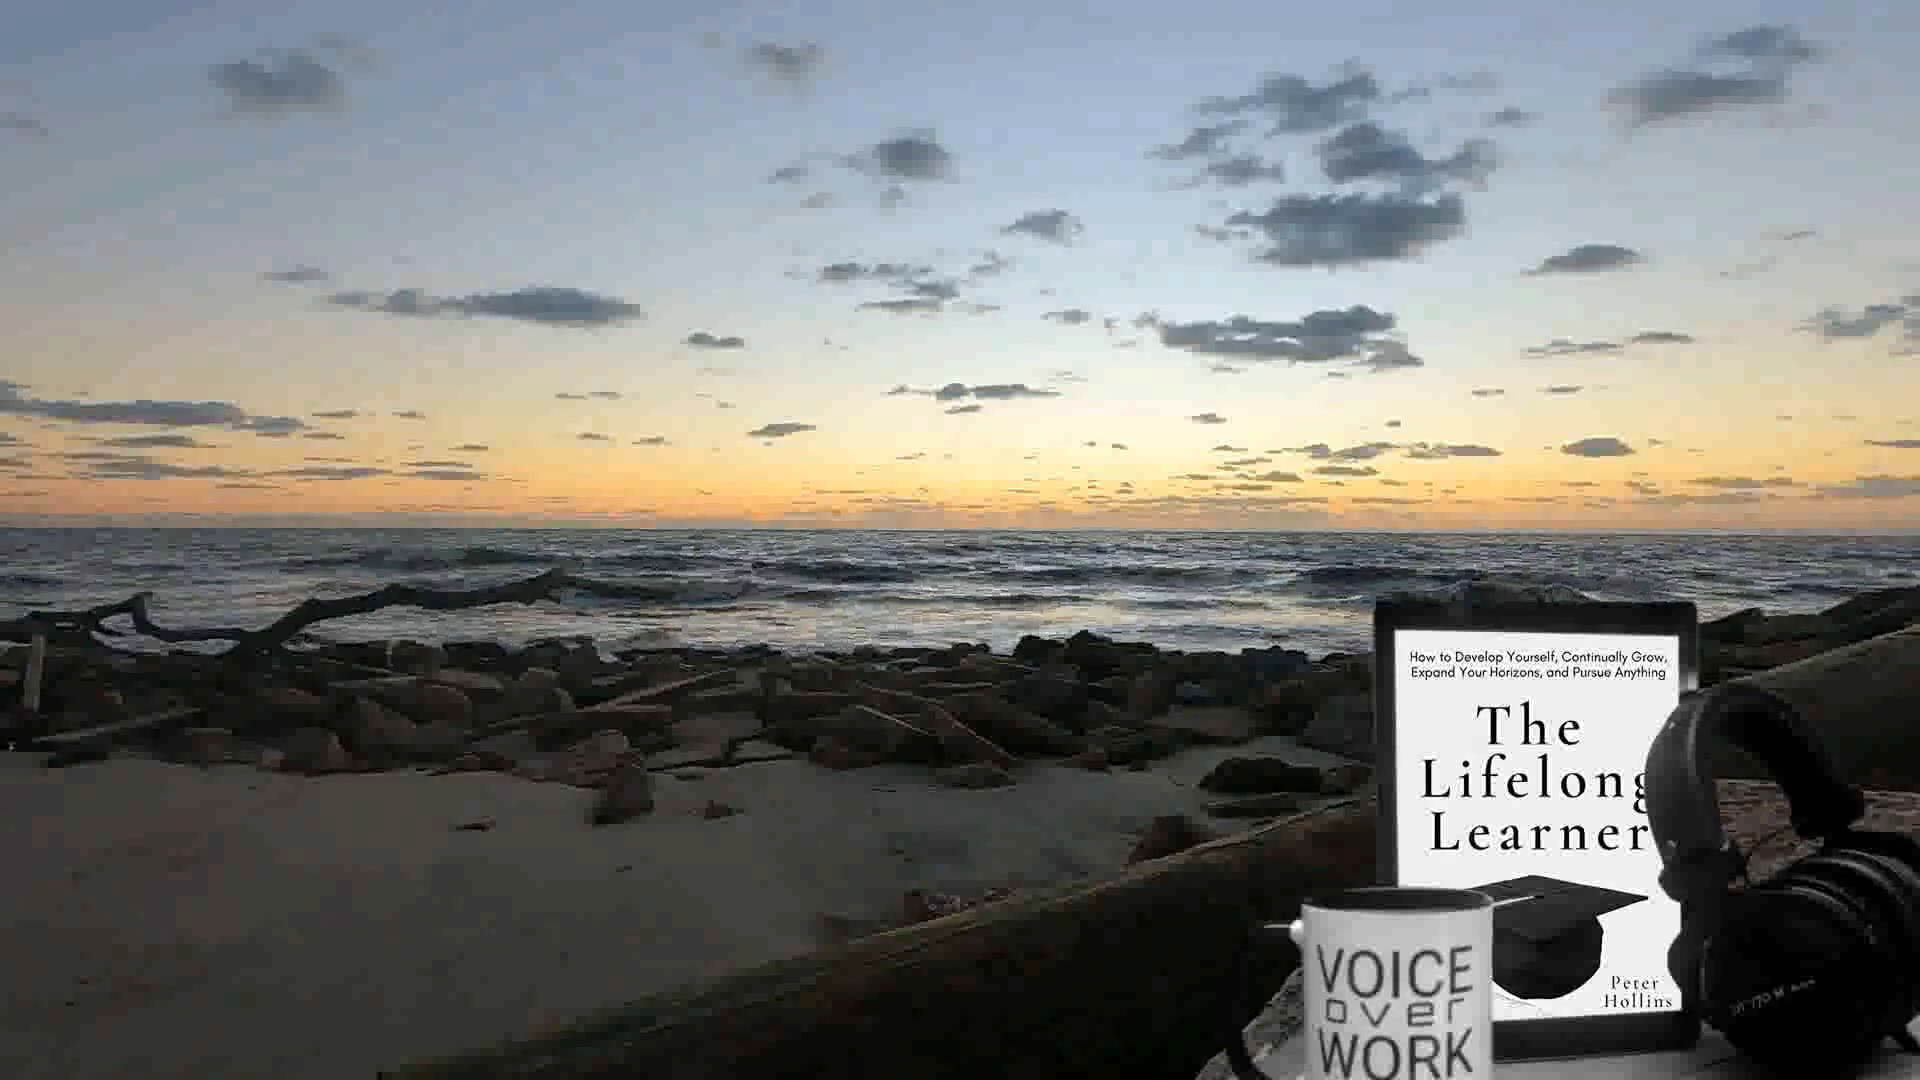 How to Develop Yourself, Continually Grow,
Expand Your Horizons, and Pursue Anything
The
Lifelong
Learner
Peter
Hollins
VOICE
over
WORK